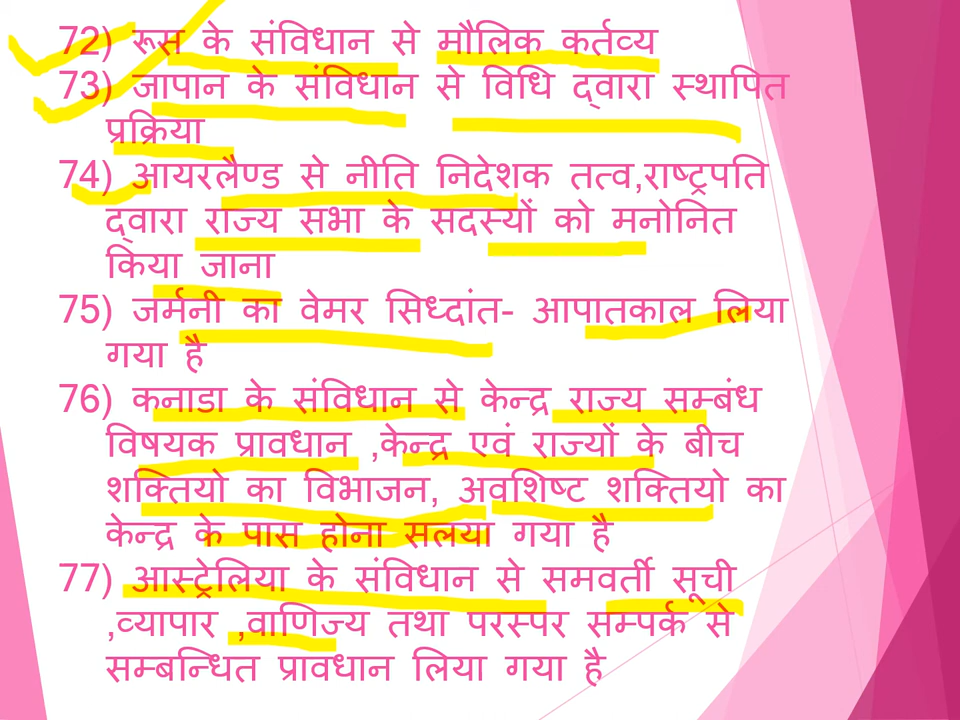 72) रूस के संविधान से मौलिक कर्तव्य
73) जापान के संविधान से विधि द्वारा स्थापित
प्रक्रिया
74) आयरलैण्ड से नीति निदेशक तत्व,राष्ट्रपति
द्वारा राज्य सभा के सदस्यों को मनोनित
किया जाना
75) जर्मनी का वेमर सिध्दांत- आपातकाल लिया
गया है
76) कनाडा के संविधान से केन्द्र राज्य सम्बंध
विषयक प्रावधान ,केन्द्र एवं राज्यों के बीच
शक्तियो का विभाजन, अवशिष्ट शक्तियो का
केन्द्र के पास होना सलया गया है
77) आस्ट्रेलिया के संविधान से समवर्ती सूची
,व्यापार ,वाणिज्य तथा परस्पर सम्पर्क से
सम्बन्धित प्रावधान लिया गया है